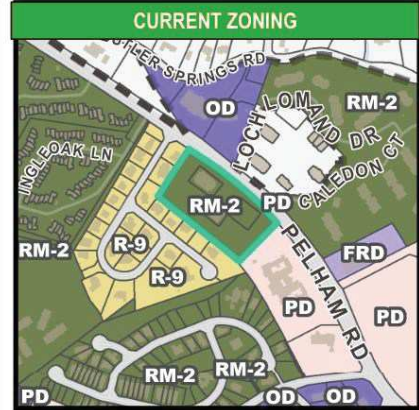 CURRENT ZONING
BUTLER SPRINGS RD
OD
RM-2
LOCH LOMAND DR
CALEDON CT
INGLEOAK LN
RM-2
PD
RM-2
R-9
PELHAM RD
FRD
R-9
PD
PD
RM-2
RM-2
PD
OD
OD